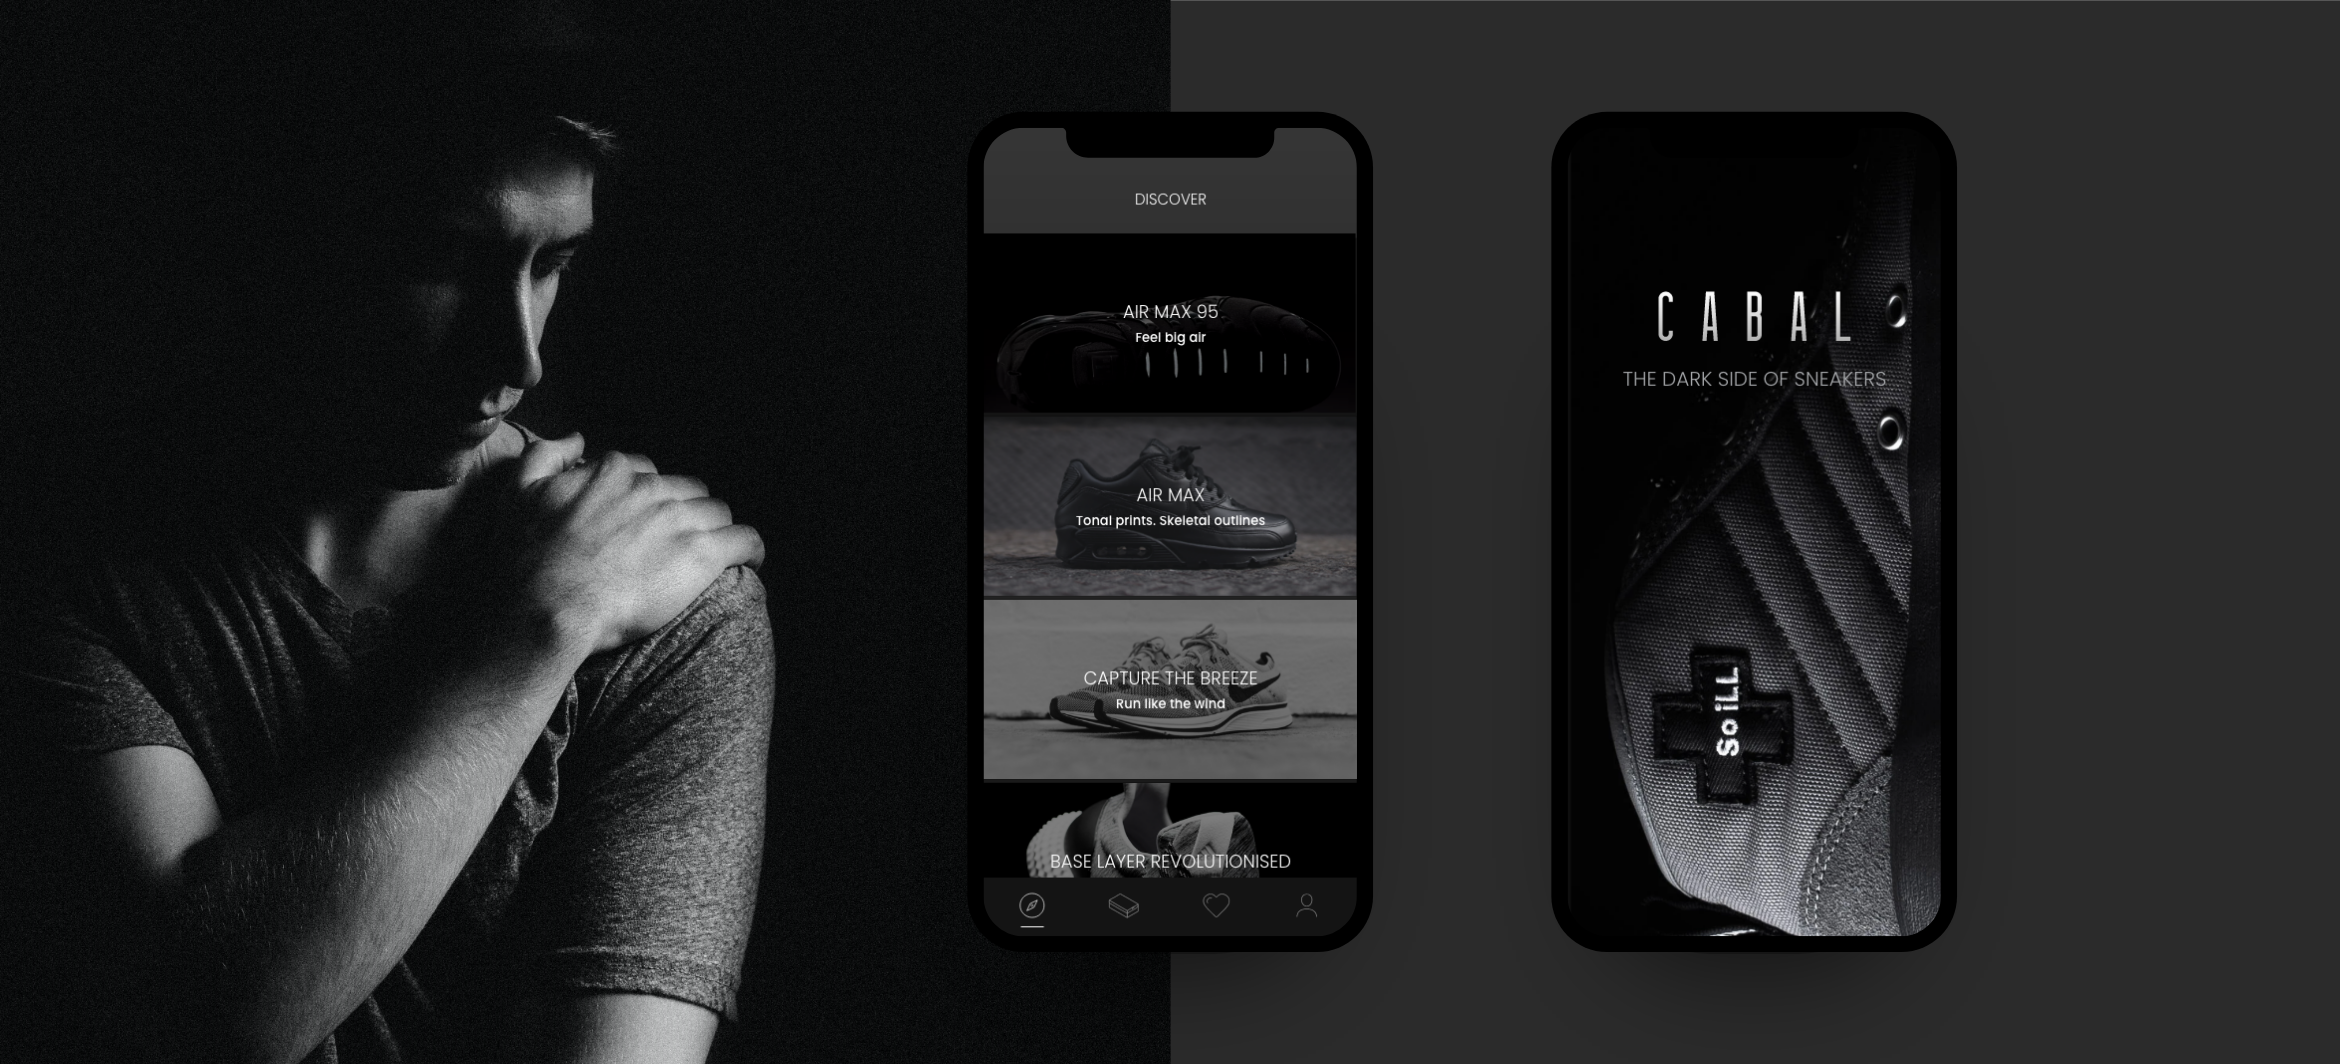 DISCOVER
AIR MAX 95
Feel big air
AIR MAX
Tonal prints. Skeletal outlines
CAPTURE THE BREEZE
Run like the wind
BASE LAYER REVOLUTIONISED
CABAL
THE DARK SIDE OF SNEAKERS
So iLL